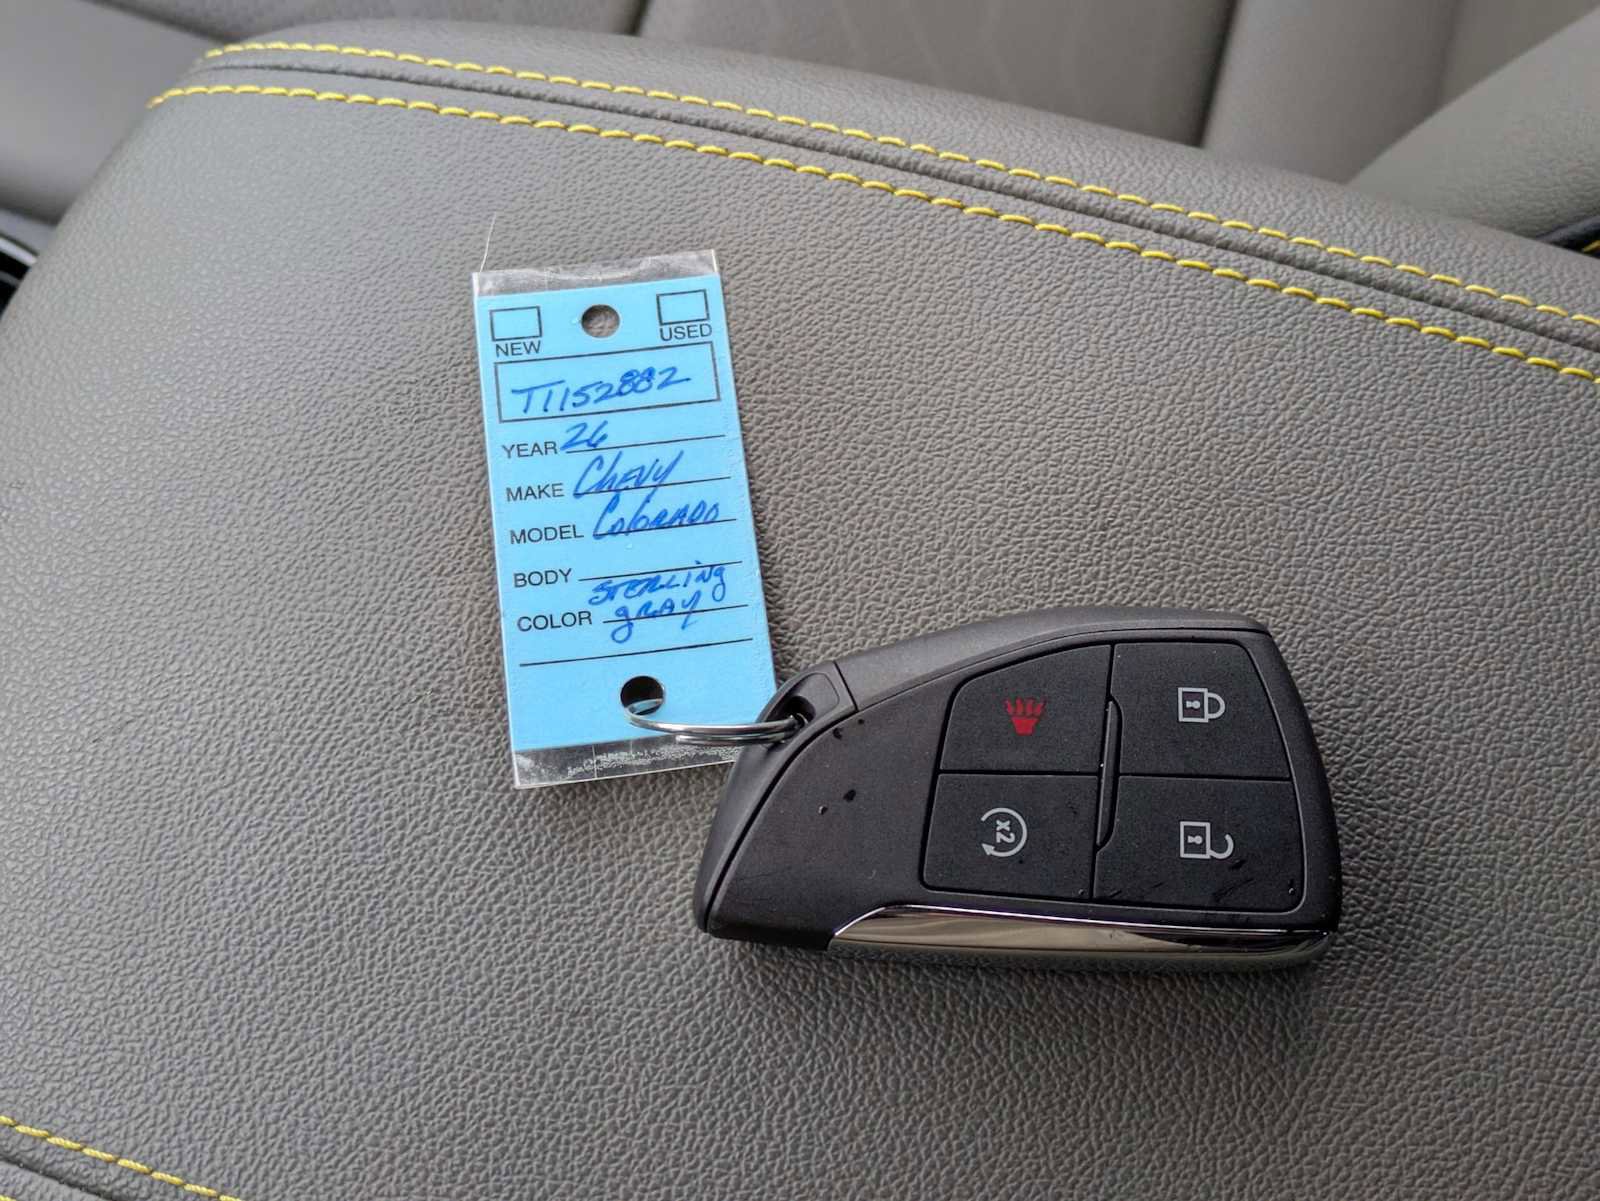 NEW USED
T1152882
YEAR 26
MAKE Chevy
MODEL Colorado
BODY
COLOR Sterling
gray
x2